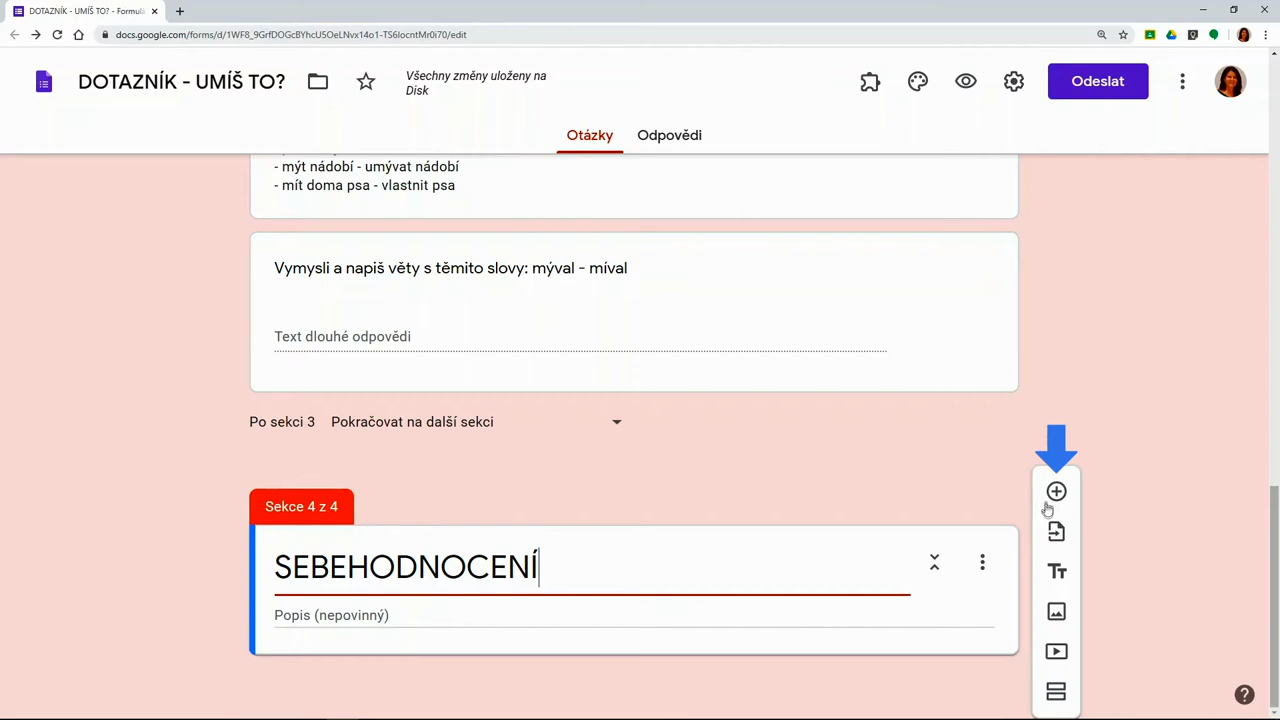 DOTAZNÍK - UMÍŠ TO? - Formulá
docs.google.com/forms/d/1WF8_9GrfDOGcBYhcU5OeLNvx14o1-TS6IocntMr0i70/edit
DOTAZNÍK - UMÍŠ TO?
Všechny změny uloženy na
Disk
Odeslat
Otázky
Odpovědi
- mýt nádobí - umývat nádobí
- mít doma psa - vlastnit psa
Vymysli a napiš věty s těmito slovy: mýval - míval
Text dlouhé odpovědi
Po sekci 3
Pokračovat na další sekci
Sekce 4 z 4
SEBEHODNOCENÍ
Popis (nepovinný)